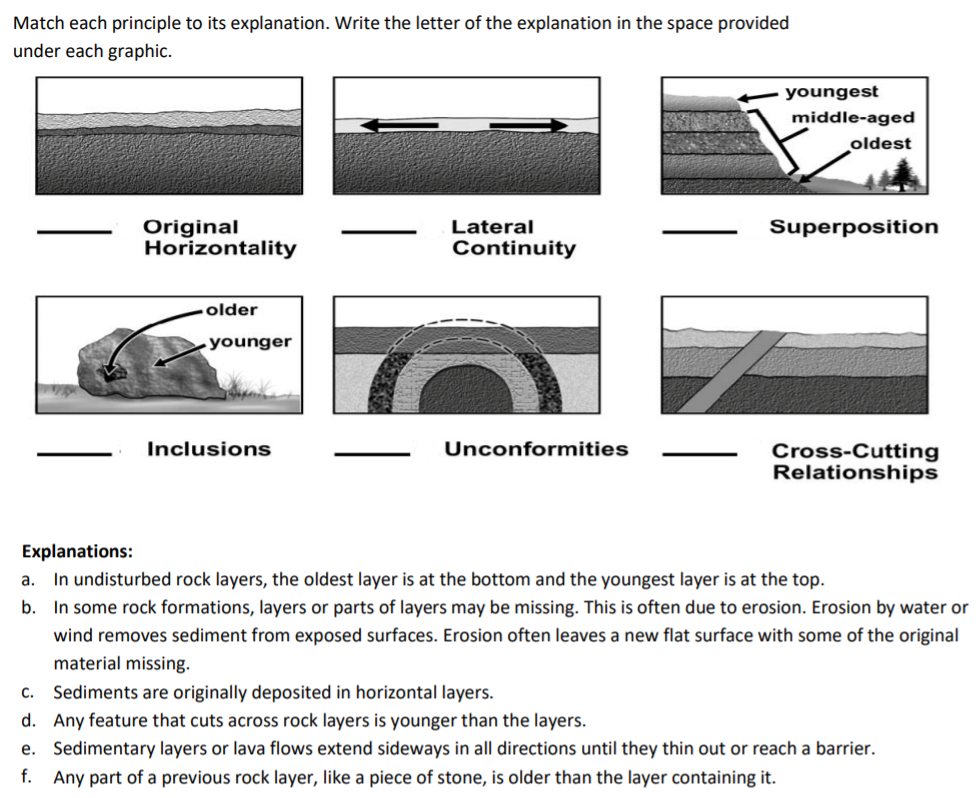 Match each principle to its explanation. Write the letter of the explanation in the space provided
under each graphic.
youngest
middle-aged
oldest
Original
Horizontality
Lateral
Continuity
Superposition
older
younger
Inclusions
Unconformities
Cross-Cutting
Relationships
Explanations:
a. In undisturbed rock layers, the oldest layer is at the bottom and the youngest layer is at the top.
b. In some rock formations, layers or parts of layers may be missing. This is often due to erosion. Erosion by water or
wind removes sediment from exposed surfaces. Erosion often leaves a new flat surface with some of the original
material missing.
c. Sediments are originally deposited in horizontal layers.
d. Any feature that cuts across rock layers is younger than the layers.
e. Sedimentary layers or lava flows extend sideways in all directions until they thin out or reach a barrier.
f. Any part of a previous rock layer, like a piece of stone, is older than the layer containing it.